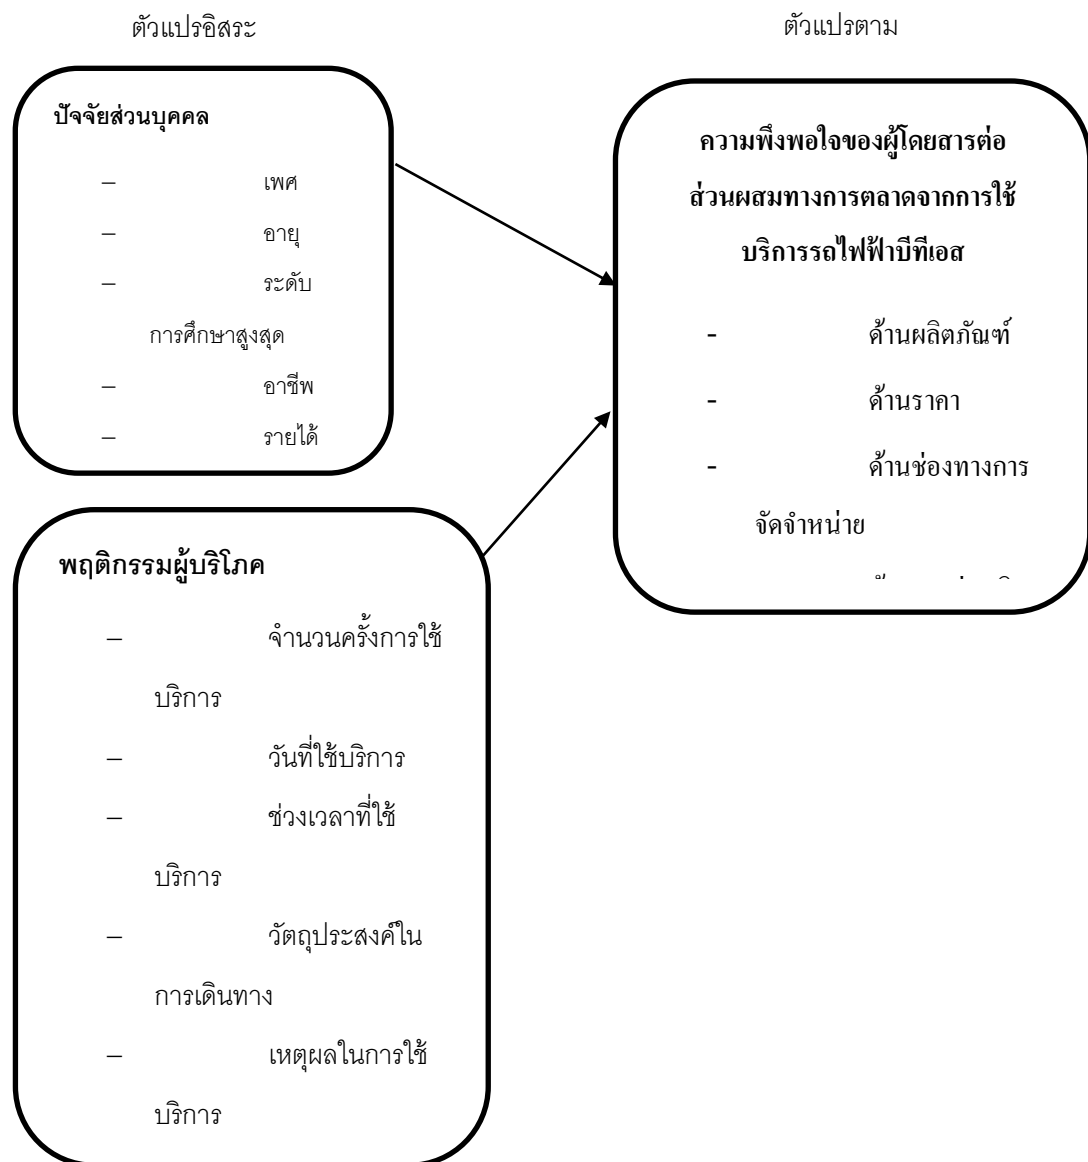 ตัวแปรอิสระ
ตัวแปรตาม
ปัจจัยส่วนบุคคล
– เพศ
– อายุ
– ระดับ
การศึกษาสูงสุด
– อาชีพ
– รายได้
พฤติกรรมผู้บริโภค
– จำนวนครั้งการใช้
บริการ
– วันที่ใช้บริการ
– ช่วงเวลาที่ใช้
บริการ
– วัตถุประสงค์ใน
การเดินทาง
– เหตุผลในการใช้
บริการ
ความพึงพอใจของผู้โดยสารต่อ
ส่วนผสมทางการตลาดจากการใช้
บริการรถไฟฟ้าบีทีเอส
- ด้านผลิตภัณฑ์
- ด้านราคา
- ด้านช่องทางการ
จัดจำหน่าย